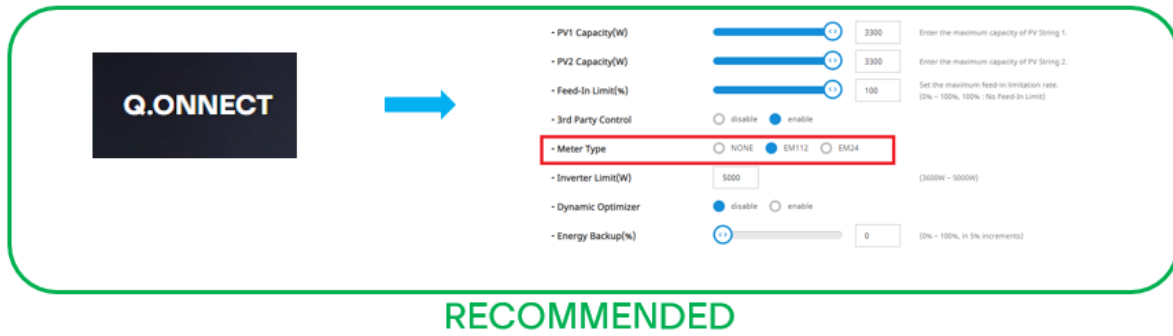 Q.ONNECT
- PV1 Capacity(W) 3300 Enter the maximum capacity of PV String 1.
- PV2 Capacity(W) 3300 Enter the maximum capacity of PV String 2.
- Feed-In Limit(%) 100 Set the maximum feed-in limitation rate.
(0% ~ 100%, 100% : No Feed-In Limit)
- 3rd Party Control disable enable
- Meter Type NONE EM112 EM24
- Inverter Limit(W) 5000 (3600W ~ 5000W)
- Dynamic Optimizer disable enable
- Energy Backup(%) 0 (0% ~ 100%, in 5% increments)
RECOMMENDED